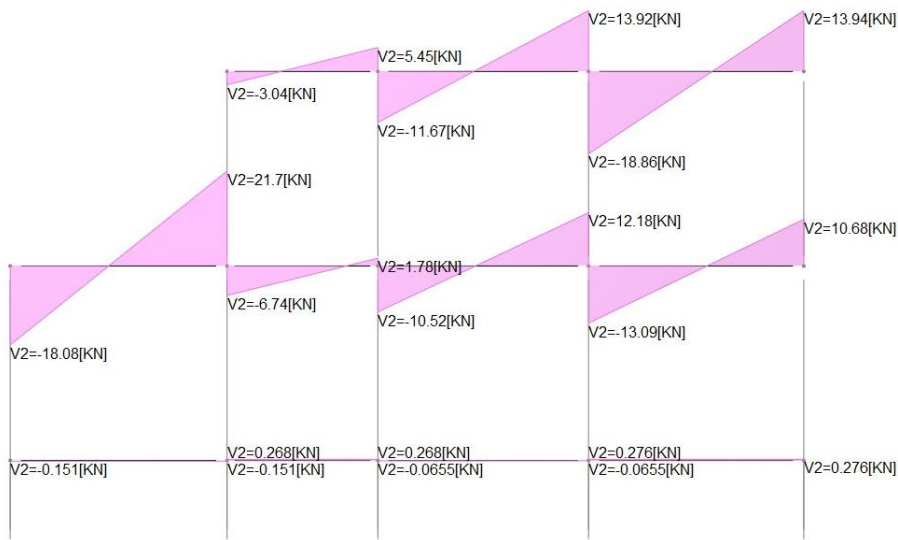 V2=13.92[KN]
V2=13.94[KN]
V2=5.45[KN]
V2=-3.04[KN]
V2=-11.67[KN]
V2=-18.86[KN]
V2=21.7[KN]
V2=12.18[KN]
V2=10.68[KN]
V2=1.78[KN]
V2=-6.74[KN]
V2=-10.52[KN]
V2=-13.09[KN]
V2=-18.08[KN]
V2=0.268[KN]
V2=0.268[KN]
V2=0.276[KN]
V2=-0.151[KN]
V2=-0.151[KN]
V2=-0.0655[KN]
V2=-0.0655[KN]
V2=0.276[KN]